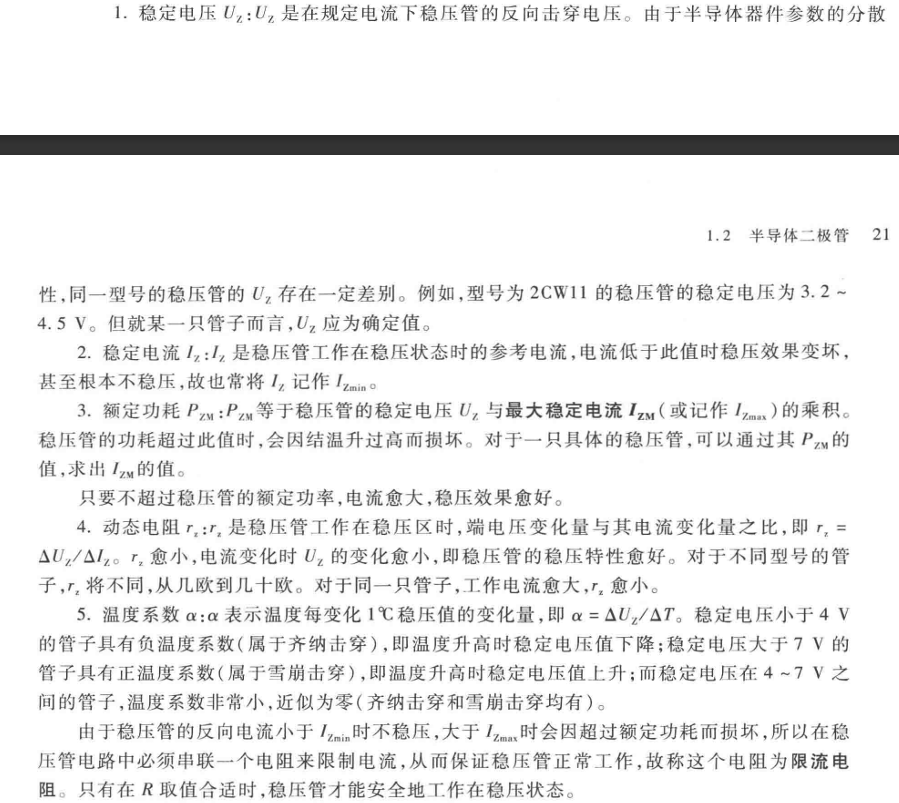 1. 稳定电压 U_Z:U_Z 是在规定电流下稳压管的反向击穿电压。由于半导体器件参数的分散
1.2 半导体二极管 21
性,同一型号的稳压管的 U_Z 存在一定差别。例如,型号为 2CW11 的稳压管的稳定电压为 3.2 ~
4.5 V。但就某一只管子而言,U_Z 应为确定值。
2. 稳定电流 I_Z:I_Z 是稳压管工作在稳压状态时的参考电流,电流低于此值时稳压效果变坏,
甚至根本不稳压,故也常将 I_Z 记作 I_Zmin。
3. 额定功耗 P_ZM:P_ZM 等于稳压管的稳定电压 U_Z 与最大稳定电流 I_ZM(或记作 I_Zmax)的乘积。
稳压管的功耗超过此值时,会因结温升过高而损坏。对于一只具体的稳压管,可以通过其 P_ZM 的
值,求出 I_ZM 的值。
只要不超过稳压管的额定功率,电流愈大,稳压效果愈好。
4. 动态电阻 r_z:r_z 是稳压管工作在稳压区时,端电压变化量与其电流变化量之比,即 r_z =
ΔU_Z/ΔI_Z。r_z 愈小,电流变化时 U_Z 的变化愈小,即稳压管的稳压特性愈好。对于不同型号的管
子,r_z 将不同,从几欧到几十欧。对于同一只管子,工作电流愈大,r_z 愈小。
5. 温度系数 α:α 表示温度每变化 1℃稳压值的变化量,即 α = ΔU_Z/ΔT。稳定电压小于 4 V
的管子具有负温度系数(属于齐纳击穿),即温度升高时稳定电压值下降;稳定电压大于 7 V 的
管子具有正温度系数(属于雪崩击穿),即温度升高时稳定电压值上升;而稳定电压在 4 ~ 7 V 之
间的管子,温度系数非常小,近似为零(齐纳击穿和雪崩击穿均有)。
由于稳压管的反向电流小于 I_Zmin 时不稳压,大于 I_Zmax 时会因超过额定功耗而损坏,所以在稳
压管电路中必须串联一个电阻来限制电流,从而保证稳压管正常工作,故称这个电阻为限流电
阻。只有在 R 取值合适时,稳压管才能安全地工作在稳压状态。